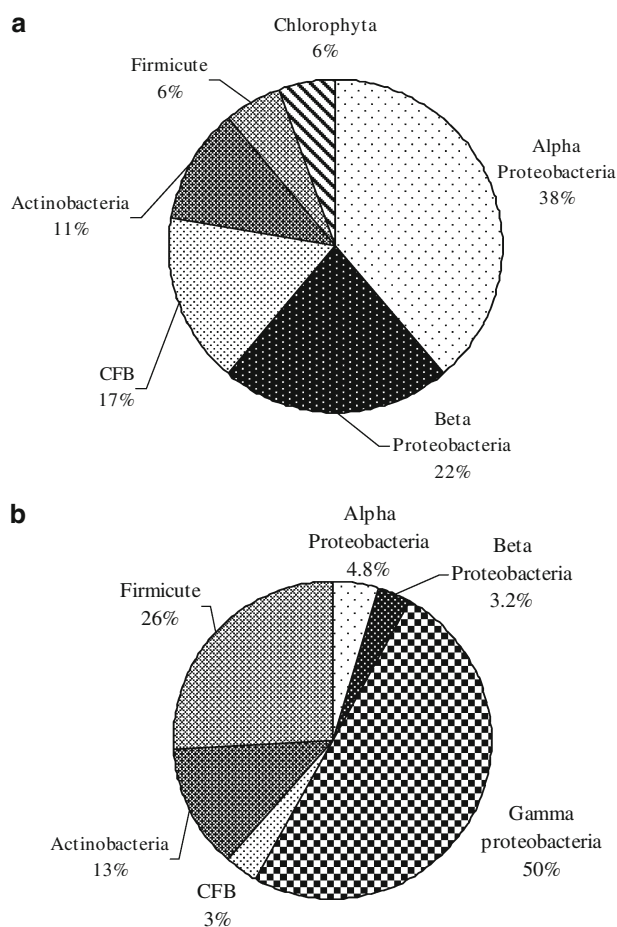 a
Chlorophyta
6%
Firmicute
6%
Alpha
Proteobacteria
38%
Actinobacteria
11%
CFB
17%
Beta
Proteobacteria
22%
b
Alpha
Proteobacteria
4.8%
Beta
Proteobacteria
3.2%
Firmicute
26%
Gamma
proteobacteria
50%
Actinobacteria
13%
CFB
3%